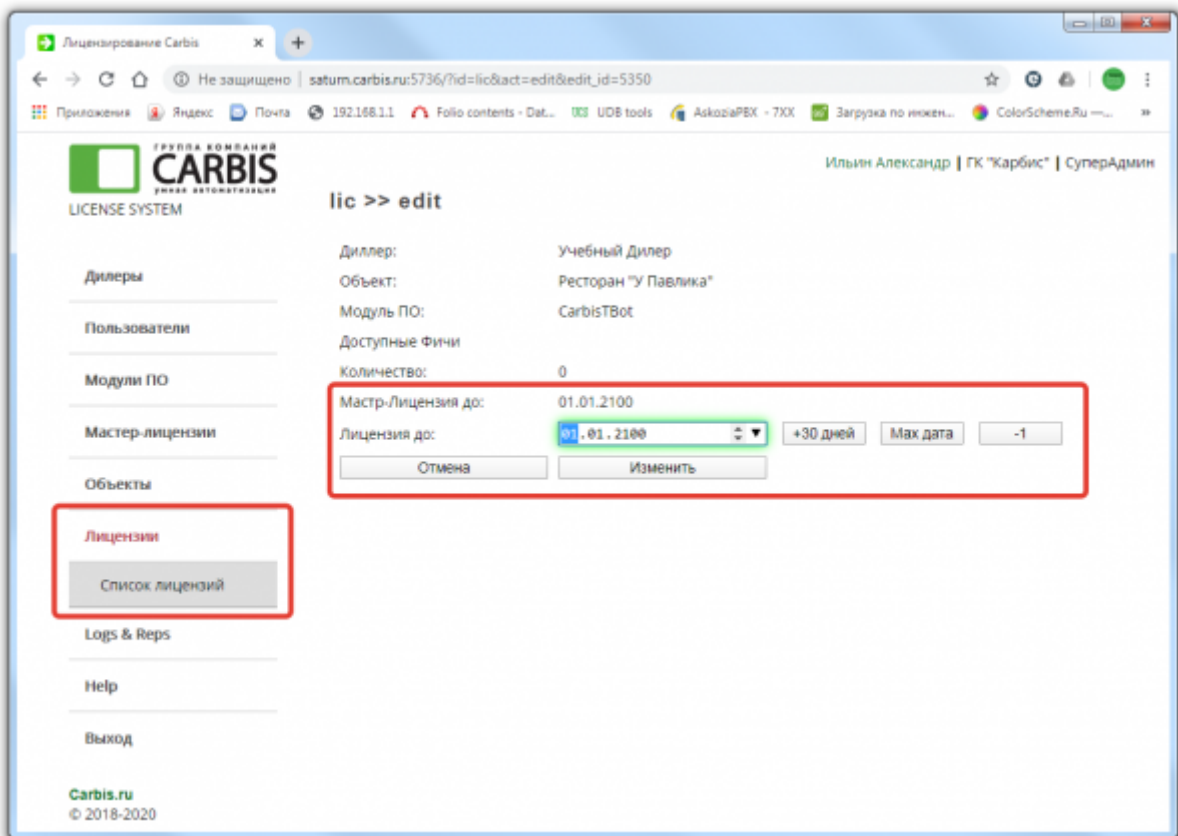 Лицензирование Carbis
Не защищено | saturn.carbis.ru:5736/?id=lic&act=edit&edit_id=5350
Приложения Яндекс Почта 192.168.1.1 Folio contents - Dat... UCS UDB tools AskoziaPBX - 7XX Загрузка по инжен... ColorScheme.Ru —... »
ГРУППА КОМПАНИЙ
CARBIS
умная автоматизация
LICENSE SYSTEM
Ильин Александр | ГК "Карбис" | СуперАдмин
lic >> edit
Диллер: Учебный Дилер
Объект: Ресторан "У Павлика"
Модуль ПО: CarbisTBot
Доступные Фичи
Количество: 0
Мастр-Лицензия до: 01.01.2100
Лицензия до: 01.01.2100 +30 дней Max дата -1
Отмена Изменить
Дилеры
Пользователи
Модули ПО
Мастер-лицензии
Объекты
Лицензии
Список лицензий
Logs & Reps
Help
Выход
Carbis.ru
© 2018-2020